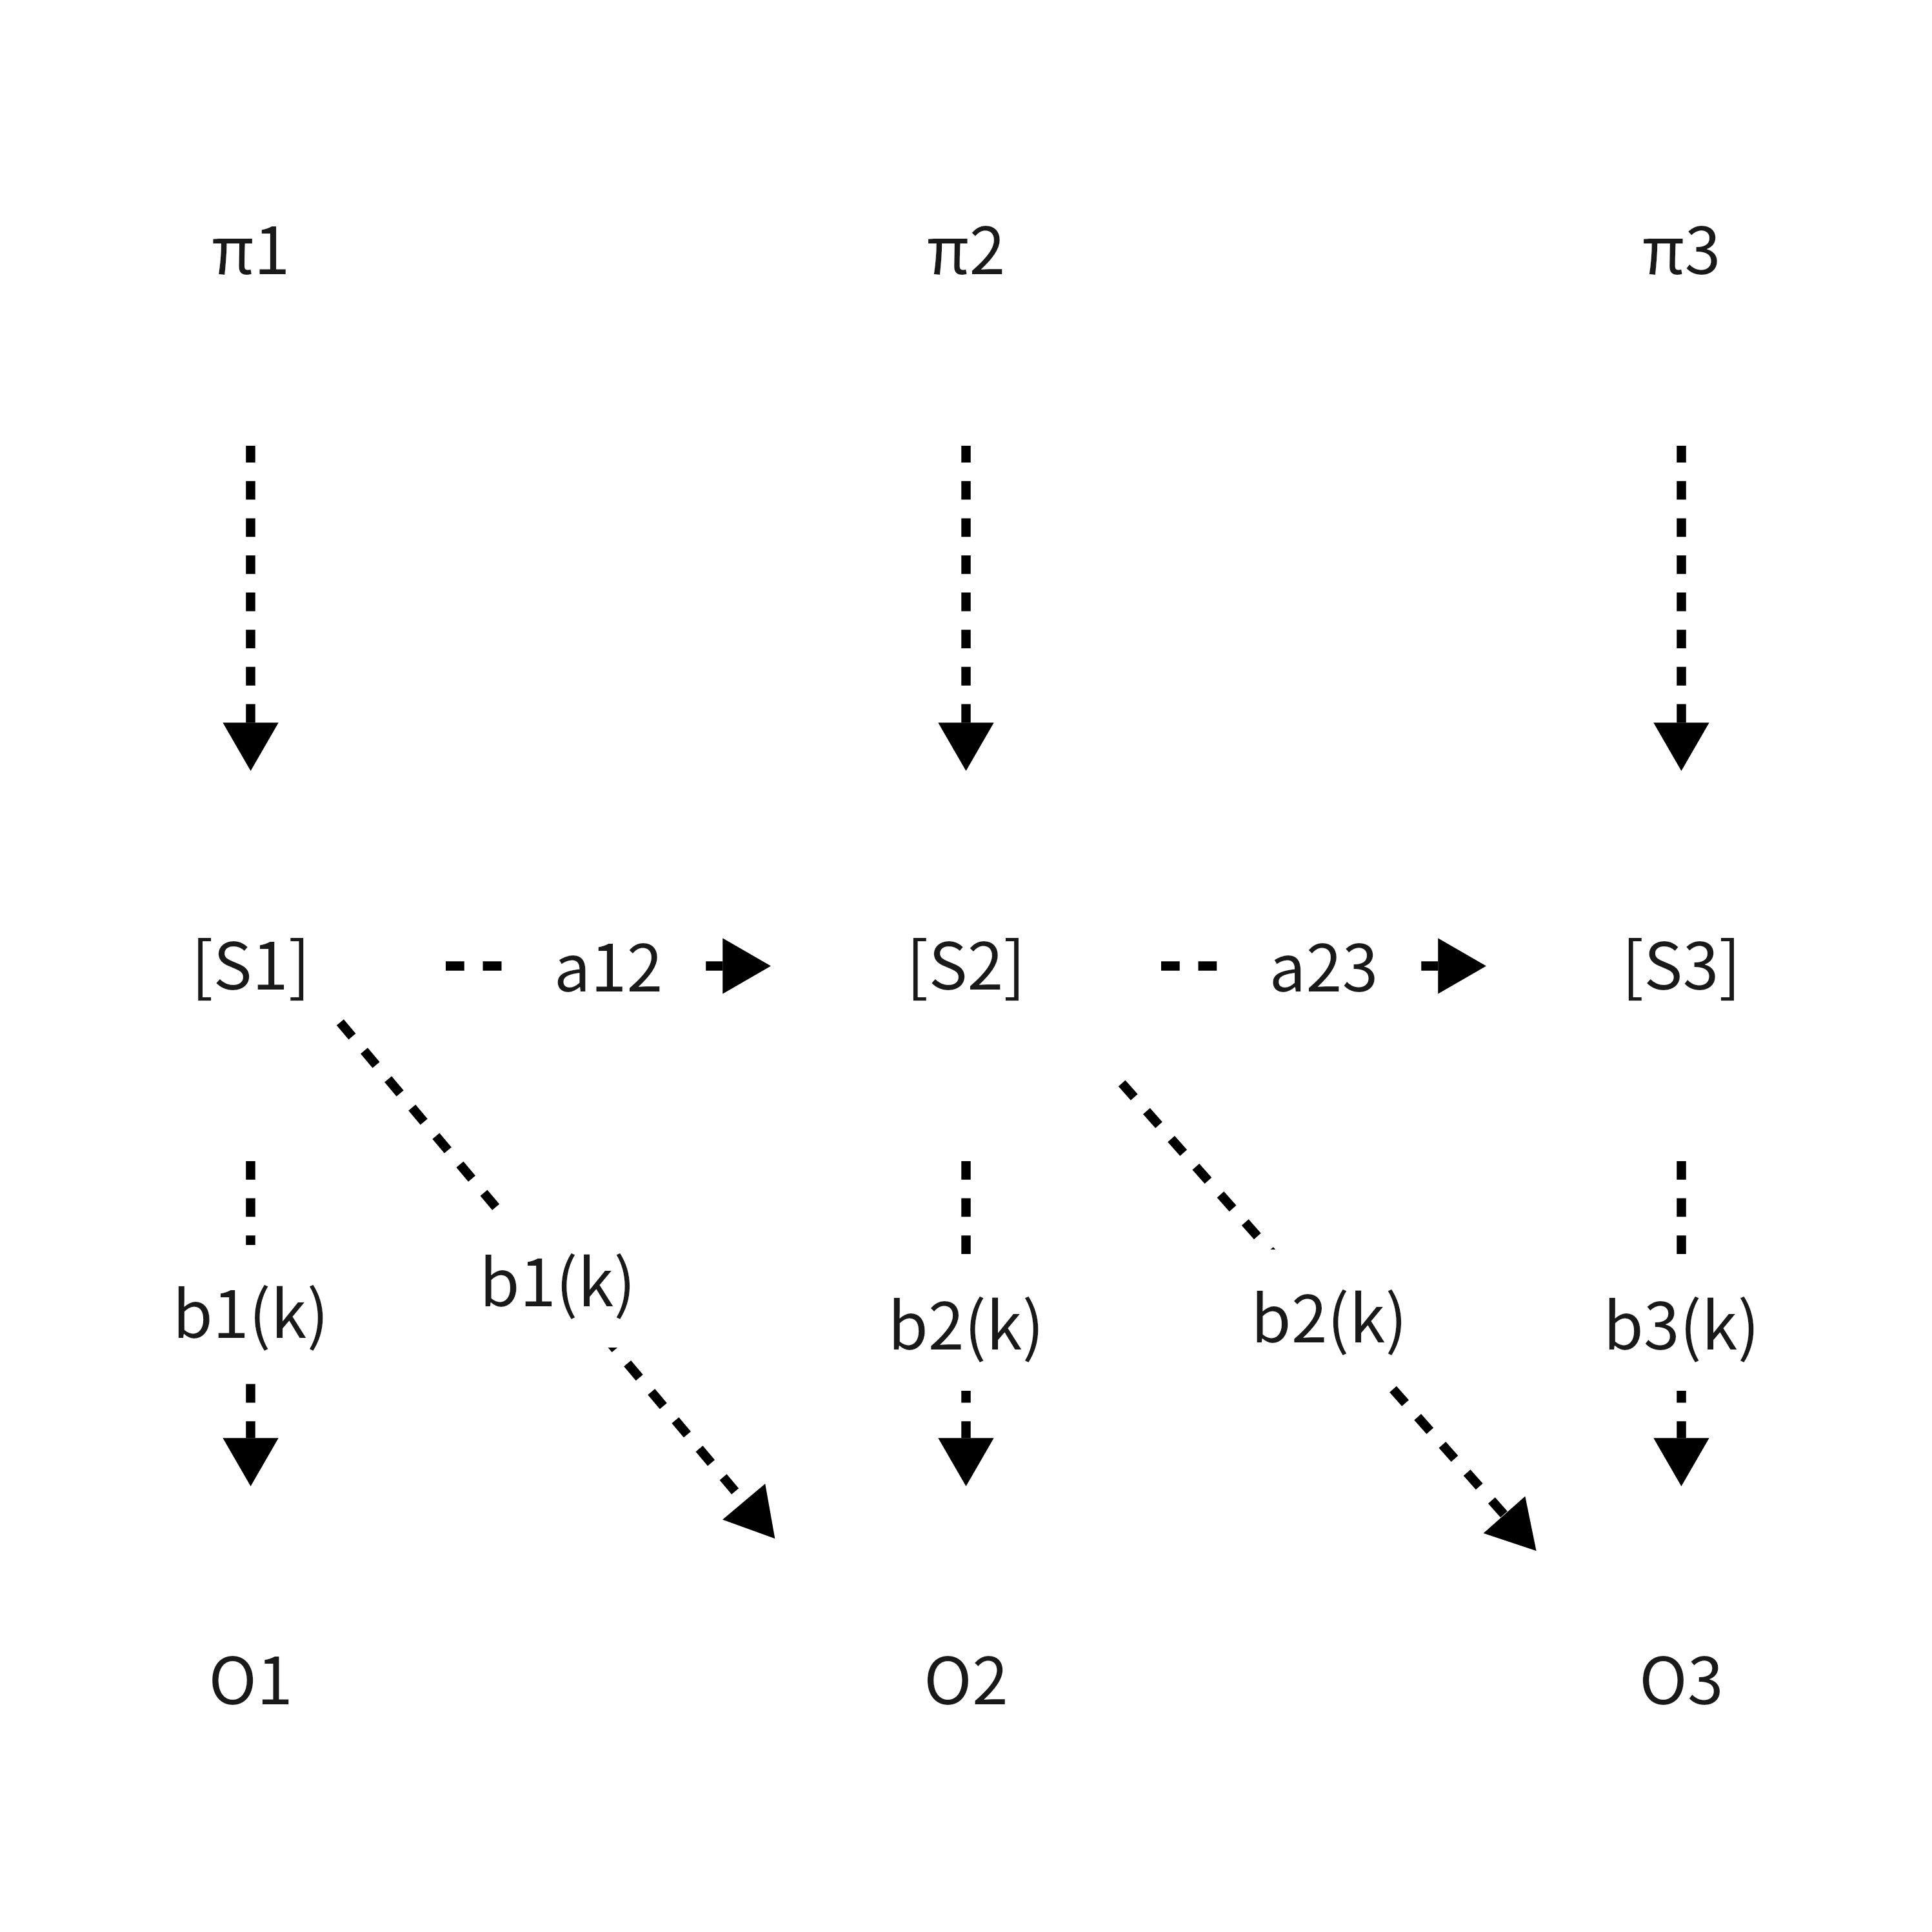 π1 π2 π3
[S1] a12 [S2] a23 [S3]
b1(k) b1(k) b2(k) b2(k) b3(k)
O1 O2 O3